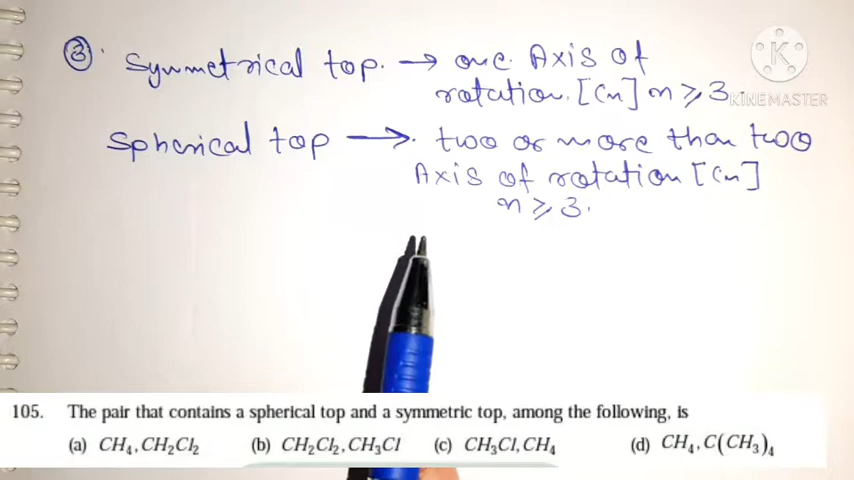 ③. Symmetrical top. → one Axis of
rotation. [Cn] n ⩾ 3
K
KINEMASTER
Spherical top → two or more than two
Axis of rotation [Cn]
n ⩾ 3.
105. The pair that contains a spherical top and a symmetric top, among the following, is
(a) CH₄, CH₂Cl₂ (b) CH₂Cl₂, CH₃Cl (c) CH₃Cl, CH₄ (d) CH₄, C(CH₃)₄